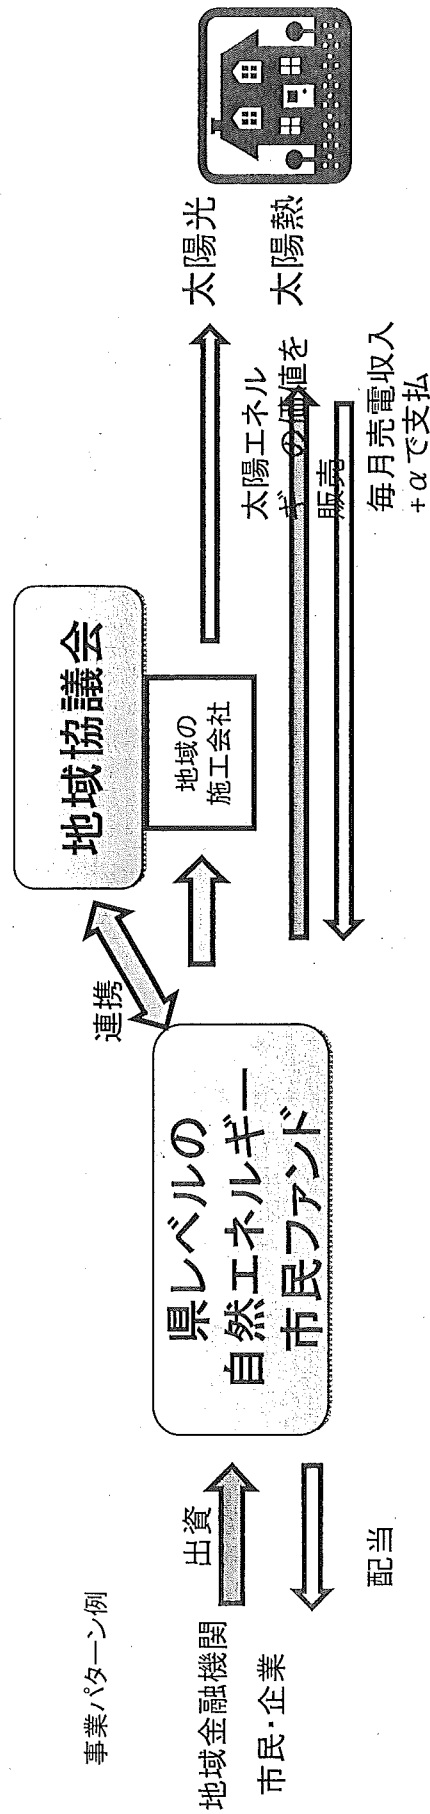 事業パターン例
地域金融機関
市民・企業
出資
配当
県レベルの
自然エネルギー
市民ファンド
連携
地域協議会
地域の
施工会社
太陽光
太陽熱
太陽エネル
ギーの価値を
販売
毎月売電収入
+αで支払